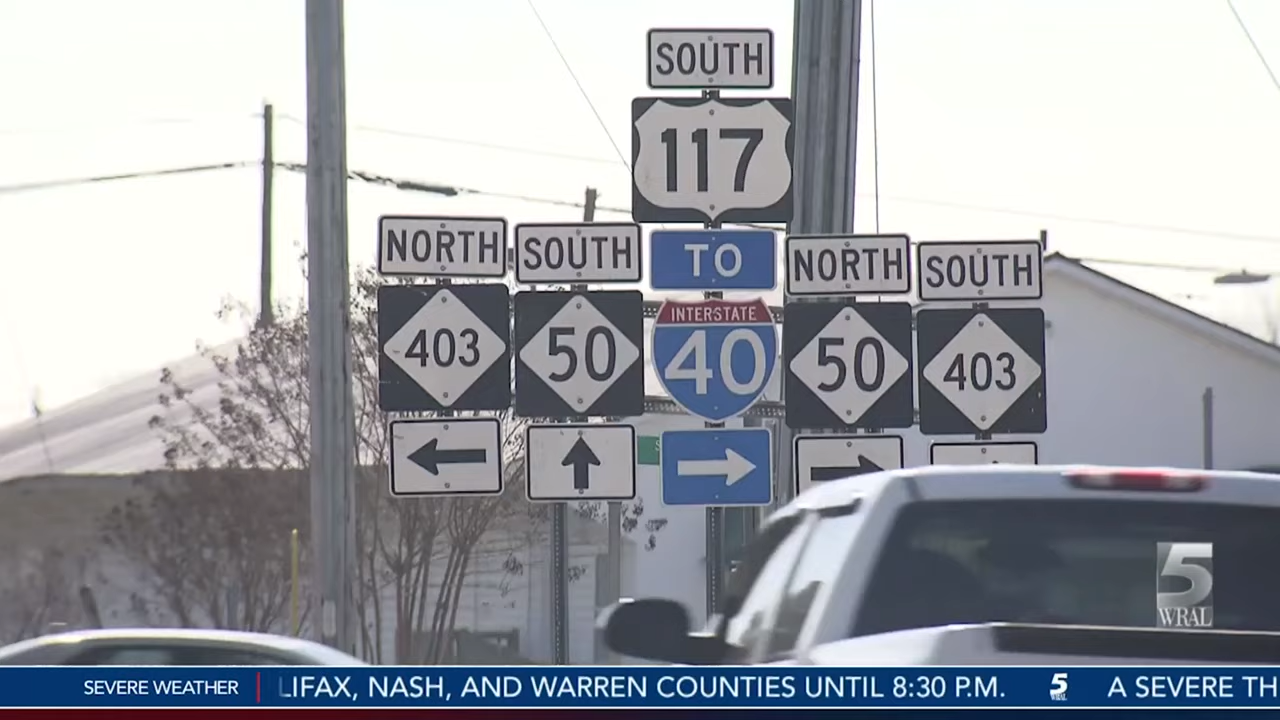 SOUTH
117
NORTH SOUTH TO NORTH SOUTH
403 50 INTERSTATE 40 50 403
5
WRAL
SEVERE WEATHER LIFAX, NASH, AND WARREN COUNTIES UNTIL 8:30 P.M. 5 WRAL A SEVERE TH